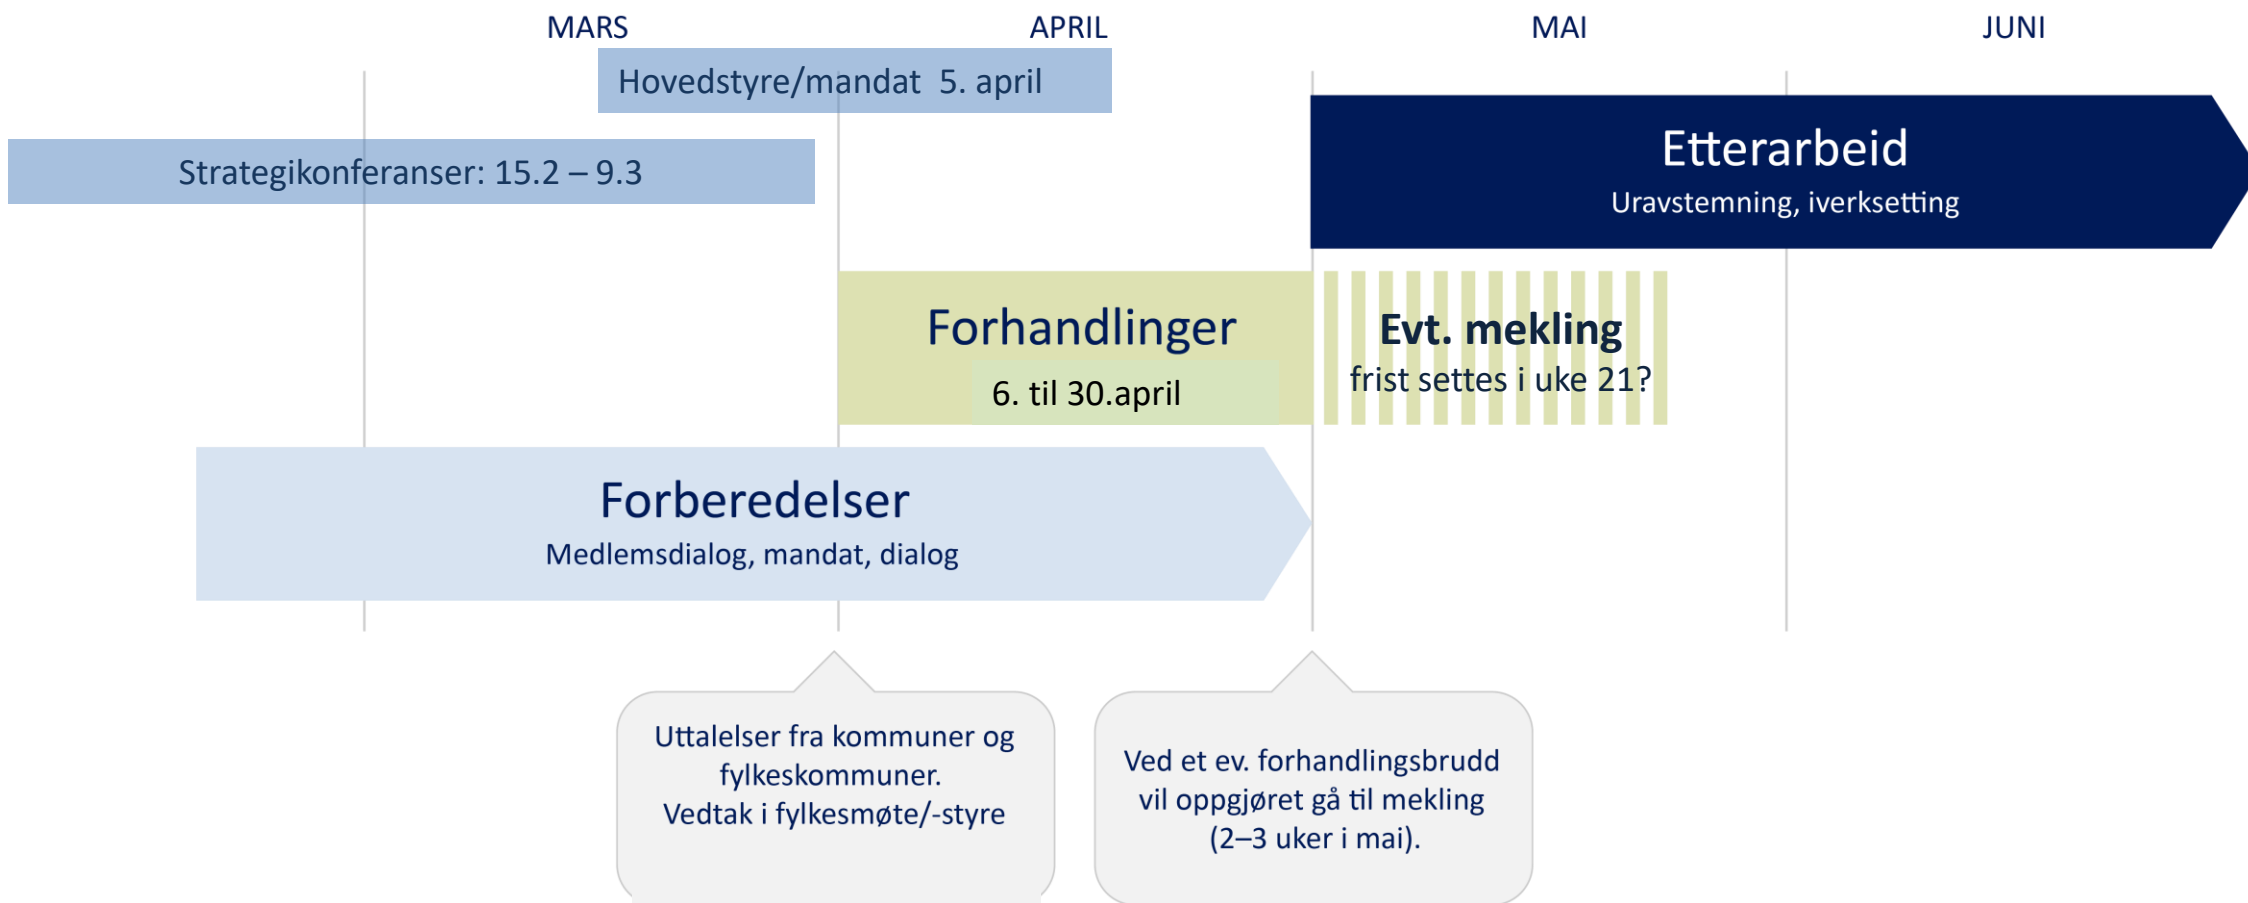 MARS
APRIL
MAI
JUNI
Hovedstyre/mandat 5. april
Strategikonferanser: 15.2 – 9.3
Etterarbeid
Uravstemning, iverksetting
Forhandlinger
6. til 30.april
Evt. mekling
frist settes i uke 21?
Forberedelser
Medlemsdialog, mandat, dialog
Uttalelser fra kommuner og
fylkeskommuner.
Vedtak i fylkesmøte/-styre
Ved et ev. forhandlingsbrudd
vil oppgjøret gå til mekling
(2–3 uker i mai).